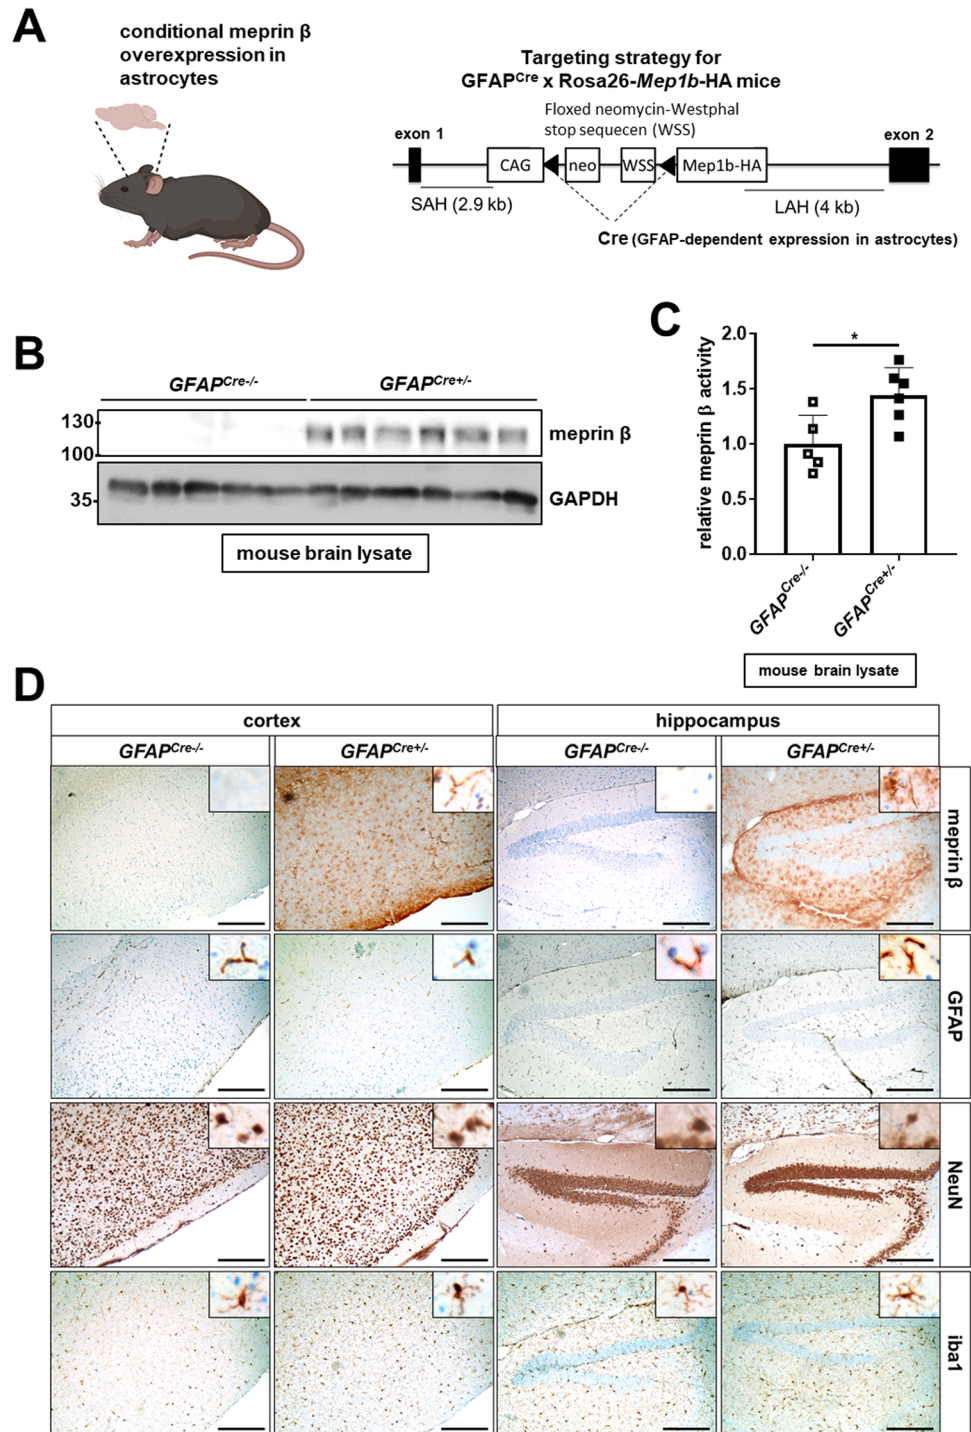 A
conditional meprin β
overexpression in
astrocytes
Targeting strategy for
GFAPCre x Rosa26-Mep1b-HA mice
Floxed neomycin-Westphal
stop sequecen (WSS)
exon 1
exon 2
CAG
neo
WSS
Mep1b-HA
SAH (2.9 kb)
LAH (4 kb)
Cre (GFAP-dependent expression in astrocytes)
B
GFAPCre-/-
GFAPCre+/-
130
100
meprin β
35
GAPDH
mouse brain lysate
C
relative meprin β activity
2.0
1.5
1.0
0.5
0.0
*
GFAPCre-/-
GFAPCre+/-
mouse brain lysate
D
cortex
hippocampus
GFAPCre-/-
GFAPCre+/-
GFAPCre-/-
GFAPCre+/-
meprin β
GFAP
NeuN
iba1